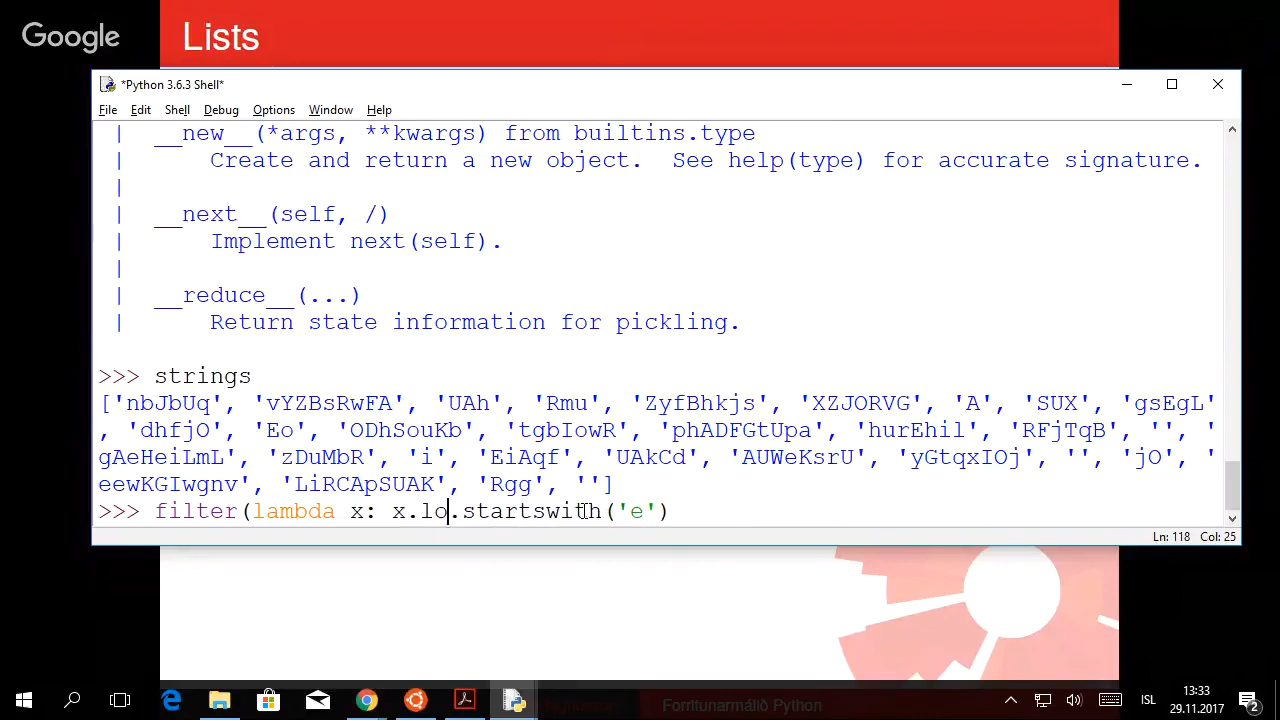 Google
Lists
*Python 3.6.3 Shell*
File Edit Shell Debug Options Window Help
| __new__(*args, **kwargs) from builtins.type
| Create and return a new object. See help(type) for accurate signature.
|
| __next__(self, /)
| Implement next(self).
|
| __reduce__(...)
| Return state information for pickling.
>>> strings
['nbJbUq', 'vYZBsRwFA', 'UAh', 'Rmu', 'ZyfBhkjs', 'XZJORVG', 'A', 'SUX', 'gsEgL'
, 'dhfjO', 'Eo', 'ODhSouKb', 'tgbIowR', 'phADFGtUpa', 'hurEhil', 'RFjTqB', '', '
gAeHeiLmL', 'zDuMbR', 'i', 'EiAqf', 'UAkCd', 'AUWeKsrU', 'yGtqxIOj', '', 'jO', '
eewKGIwgnv', 'LiRCApSUAK', 'Rgg', '']
>>> filter(lambda x: x.lo.startswith('e')
Ln: 118 Col: 25
Forritunarmálið Python
ISL
13:33
29.11.2017
2